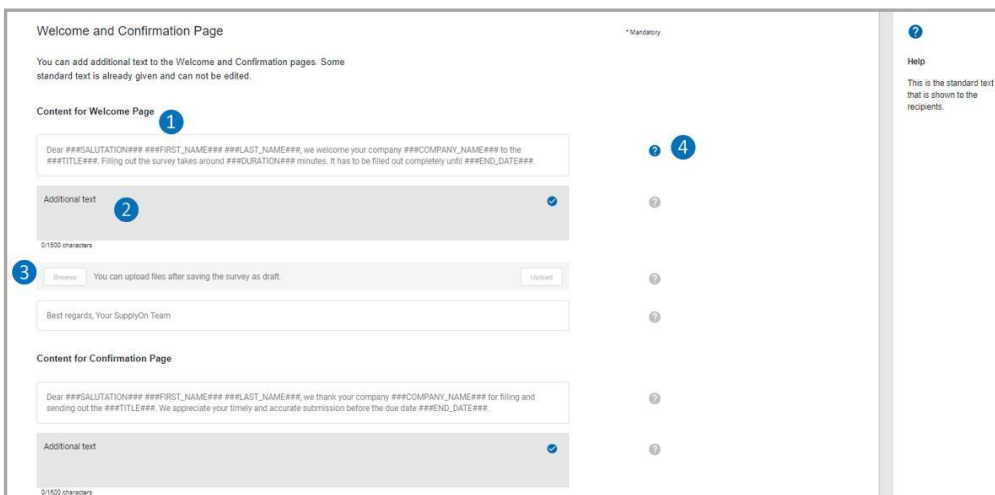 Welcome and Confirmation Page
* Mandatory
You can add additional text to the Welcome and Confirmation pages. Some
standard text is already given and can not be edited.
Content for Welcome Page
1
Dear ###SALUTATION### ###FIRST_NAME### ###LAST_NAME###, we welcome your company ###COMPANY_NAME### to the
###TITLE###. Filling out the survey takes around ###DURATION### minutes. It has to be filled out completely until ###END_DATE###.
? 4
Additional text
2
?
0/1500 characters
3
Browse You can upload files after saving the survey as draft. Upload
?
Best regards, Your SupplyOn Team
?
Content for Confirmation Page
Dear ###SALUTATION### ###FIRST_NAME### ###LAST_NAME###, we thank your company ###COMPANY_NAME### for filling and
sending out the ###TITLE###. We appreciate your timely and accurate submission before the due date ###END_DATE###.
?
Additional text
?
0/1500 characters
?
Help
This is the standard text
that is shown to the
recipients.